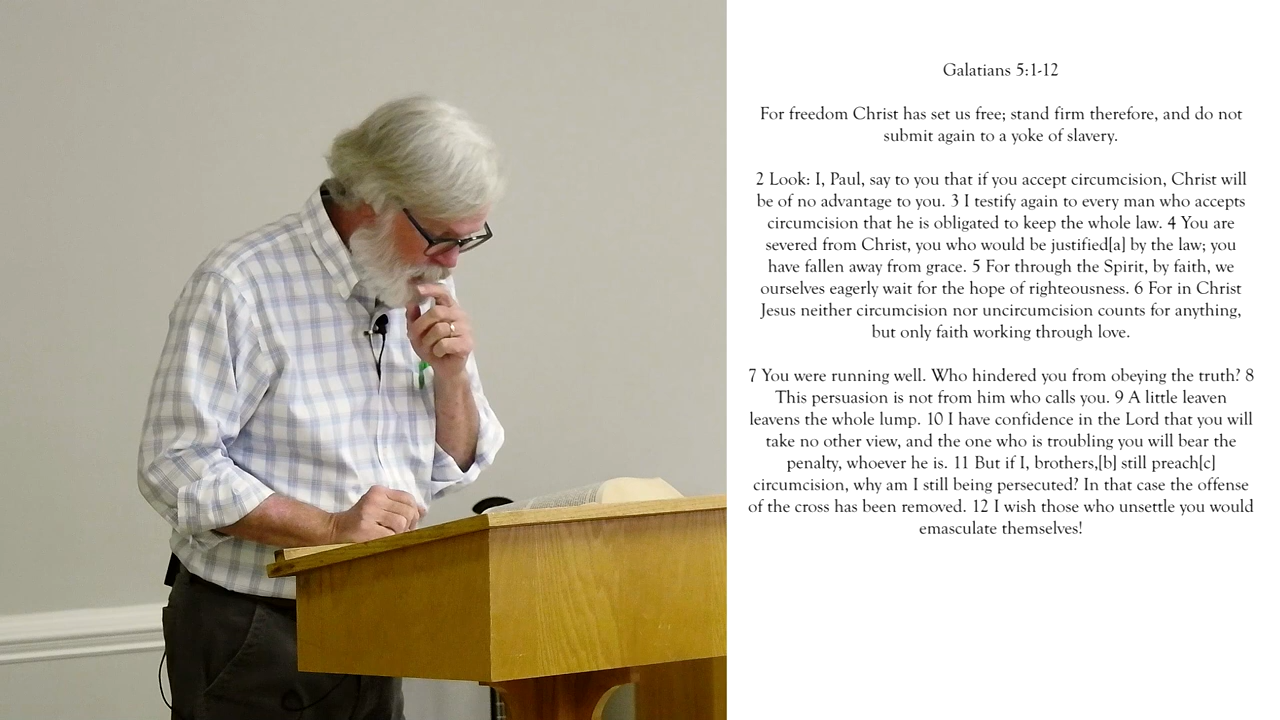 Galatians 5:1-12
For freedom Christ has set us free; stand firm therefore, and do not
submit again to a yoke of slavery.
2 Look: I, Paul, say to you that if you accept circumcision, Christ will
be of no advantage to you. 3 I testify again to every man who accepts
circumcision that he is obligated to keep the whole law. 4 You are
severed from Christ, you who would be justified[a] by the law; you
have fallen away from grace. 5 For through the Spirit, by faith, we
ourselves eagerly wait for the hope of righteousness. 6 For in Christ
Jesus neither circumcision nor uncircumcision counts for anything,
but only faith working through love.
7 You were running well. Who hindered you from obeying the truth? 8
This persuasion is not from him who calls you. 9 A little leaven
leavens the whole lump. 10 I have confidence in the Lord that you will
take no other view, and the one who is troubling you will bear the
penalty, whoever he is. 11 But if I, brothers,[b] still preach[c]
circumcision, why am I still being persecuted? In that case the offense
of the cross has been removed. 12 I wish those who unsettle you would
emasculate themselves!